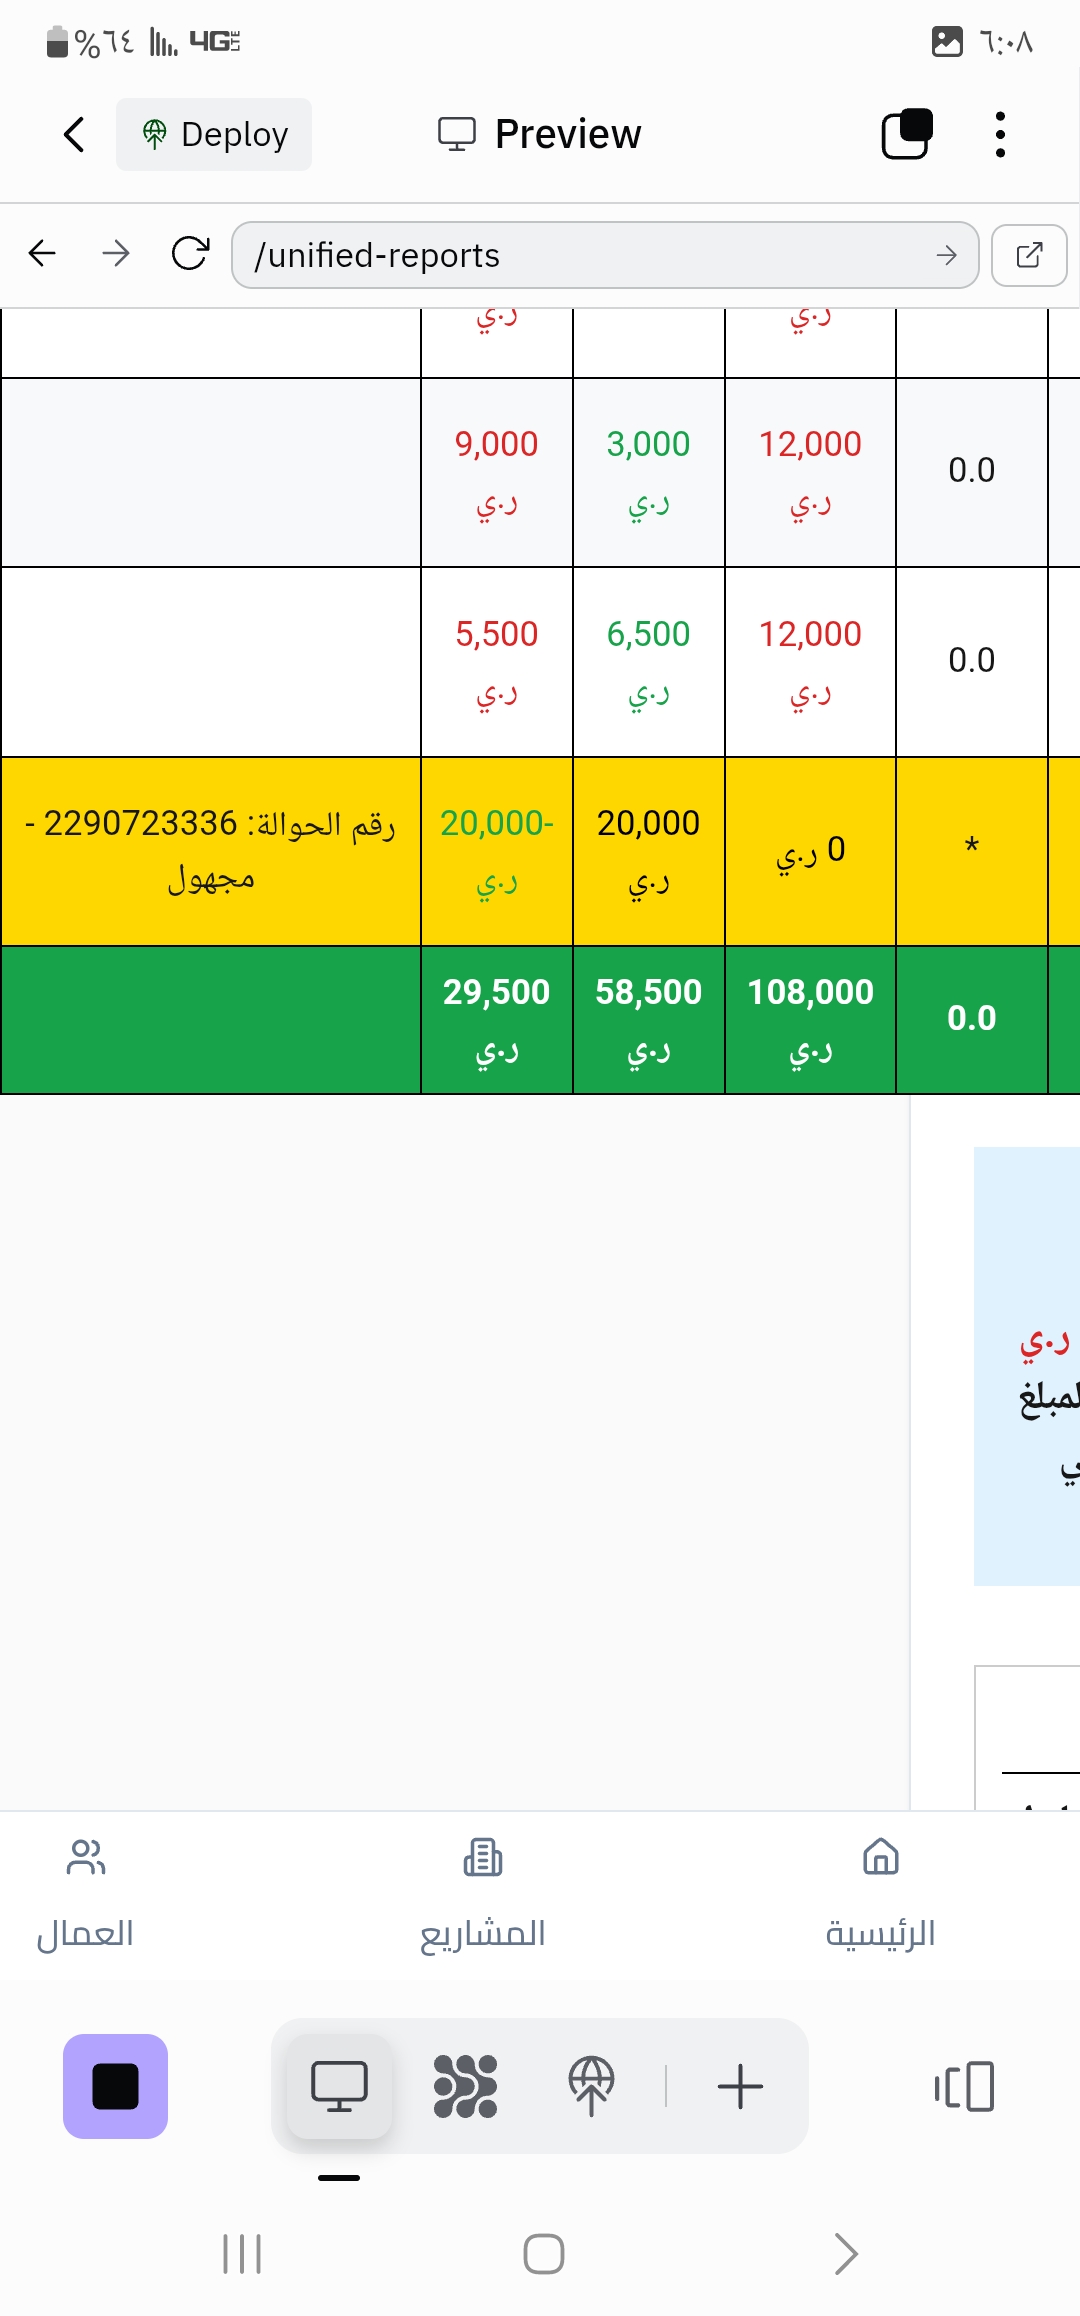 %٦٤ 4G LTE ٦:٠٨
Deploy Preview
/unified-reports
ر.ي ر.ي
9,000 3,000 12,000 0.0
ر.ي ر.ي ر.ي
5,500 6,500 12,000 0.0
ر.ي ر.ي ر.ي
رقم الحوالة: 2290723336 -
مجهول
20,000-
ر.ي
20,000
ر.ي
0 ر.ي
*
29,500 58,500 108,000 0.0
ر.ي ر.ي ر.ي
ر.ي
لمبلغ
ي
العمال المشاريع الرئيسية